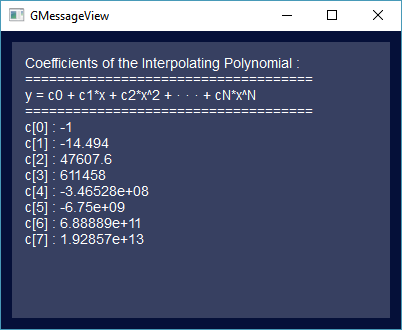 GMessageView
Coefficients of the Interpolating Polynomial :
====================================
y = c0 + c1*x + c2*x^2 + · · · + cN*x^N
====================================
c[0] : -1
c[1] : -14.494
c[2] : 47607.6
c[3] : 611458
c[4] : -3.46528e+08
c[5] : -6.75e+09
c[6] : 6.88889e+11
c[7] : 1.92857e+13